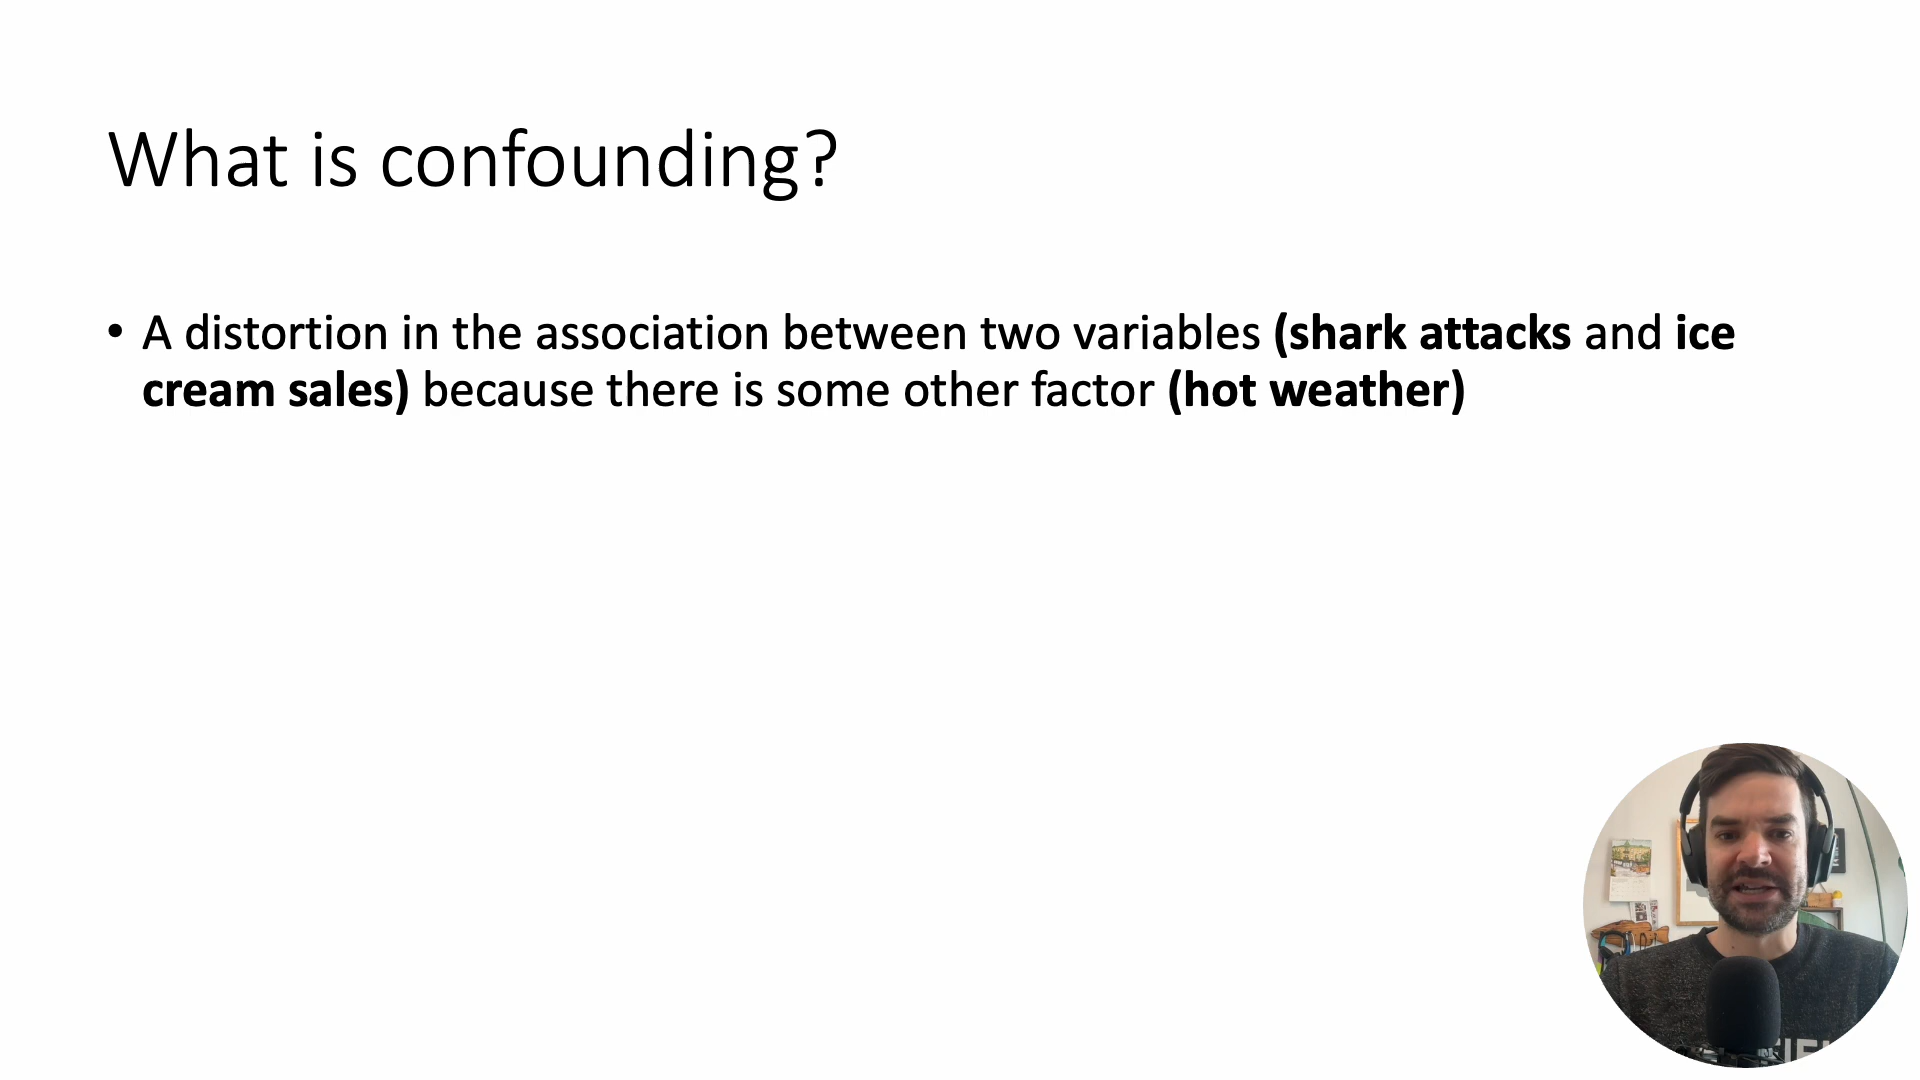 What is confounding?
• A distortion in the association between two variables (shark attacks and ice
cream sales) because there is some other factor (hot weather)